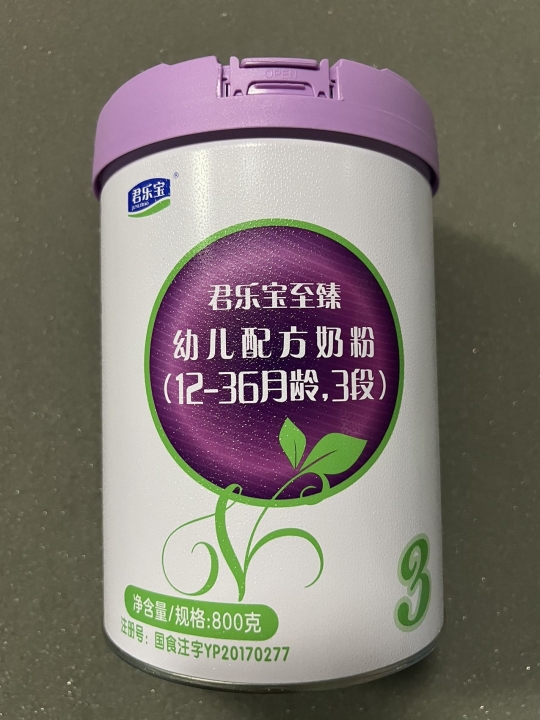 OPEN
君乐宝®
君乐宝至臻
幼儿配方奶粉
(12-36月龄,3段)
3
净含量/规格:800克
注册号：国食注字YP20170277